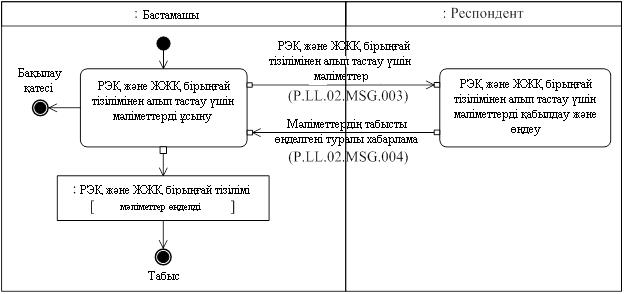 : Бастамашы
: Респондент
Бақылау
қатесі
РЭҚ және ЖЖҚ бірыңғай
тізілімінен алып тастау үшін
мәліметтерді ұсыну
РЭҚ және ЖЖҚ бірыңғай
тізілімінен алып тастау үшін
мәліметтер
(P.LL.02.MSG.003)
Мәліметтердің табысты
өңделгені туралы хабарлама
(P.LL.02.MSG.004)
РЭҚ және ЖЖҚ бірыңғай
тізілімінен алып тастау үшін
мәліметтерді қабылдау және
өңдеу
: РЭҚ және ЖЖҚ бірыңғай тізілімі
[ мәліметтер өңделді ]
Табыс